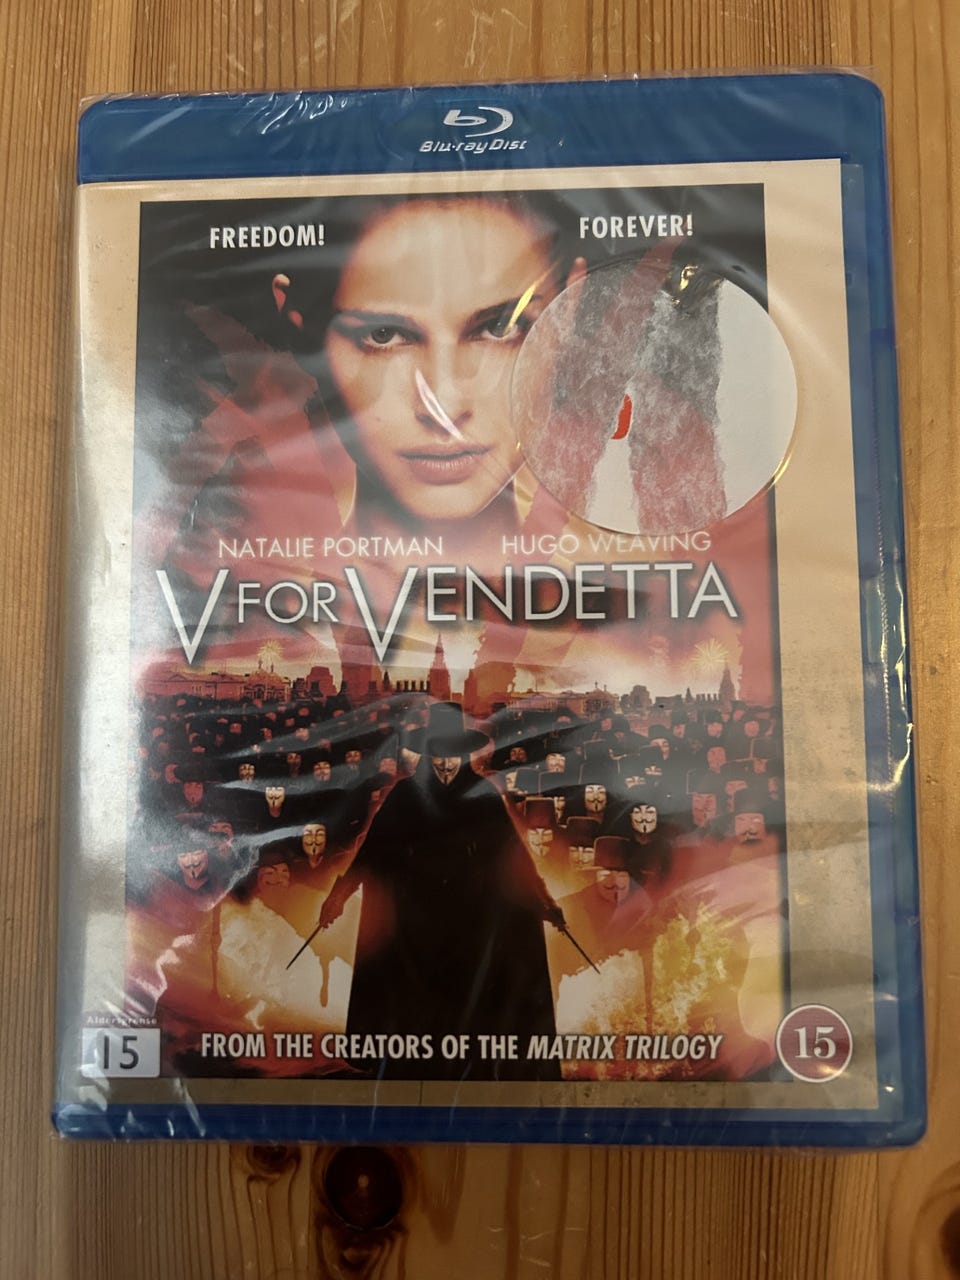 Blu-ray Disc
FREEDOM!
FOREVER!
NATALIE PORTMAN
HUGO WEAVING
V FOR VENDETTA
Aldersgrense
15
FROM THE CREATORS OF THE MATRIX TRILOGY
15